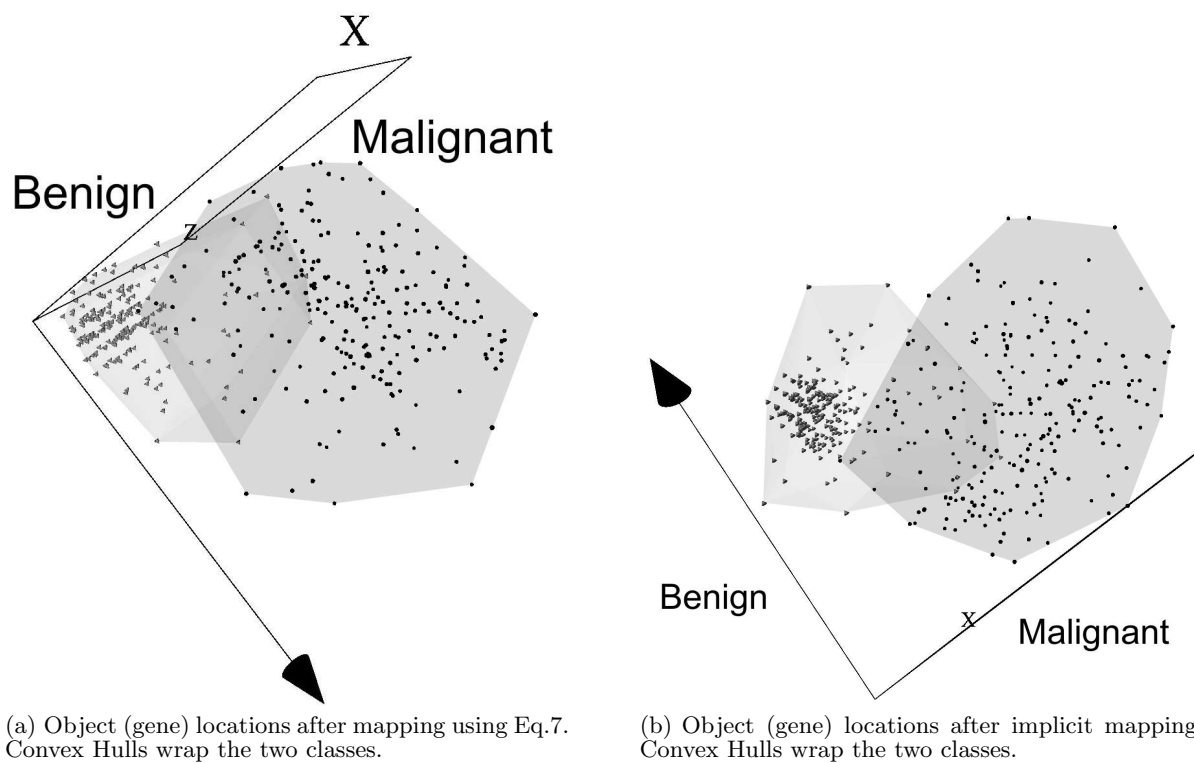 X
Malignant
Benign
z
Benign
x
Malignant
(a) Object (gene) locations after mapping using Eq.7.
Convex Hulls wrap the two classes.
(b) Object (gene) locations after implicit mapping
Convex Hulls wrap the two classes.